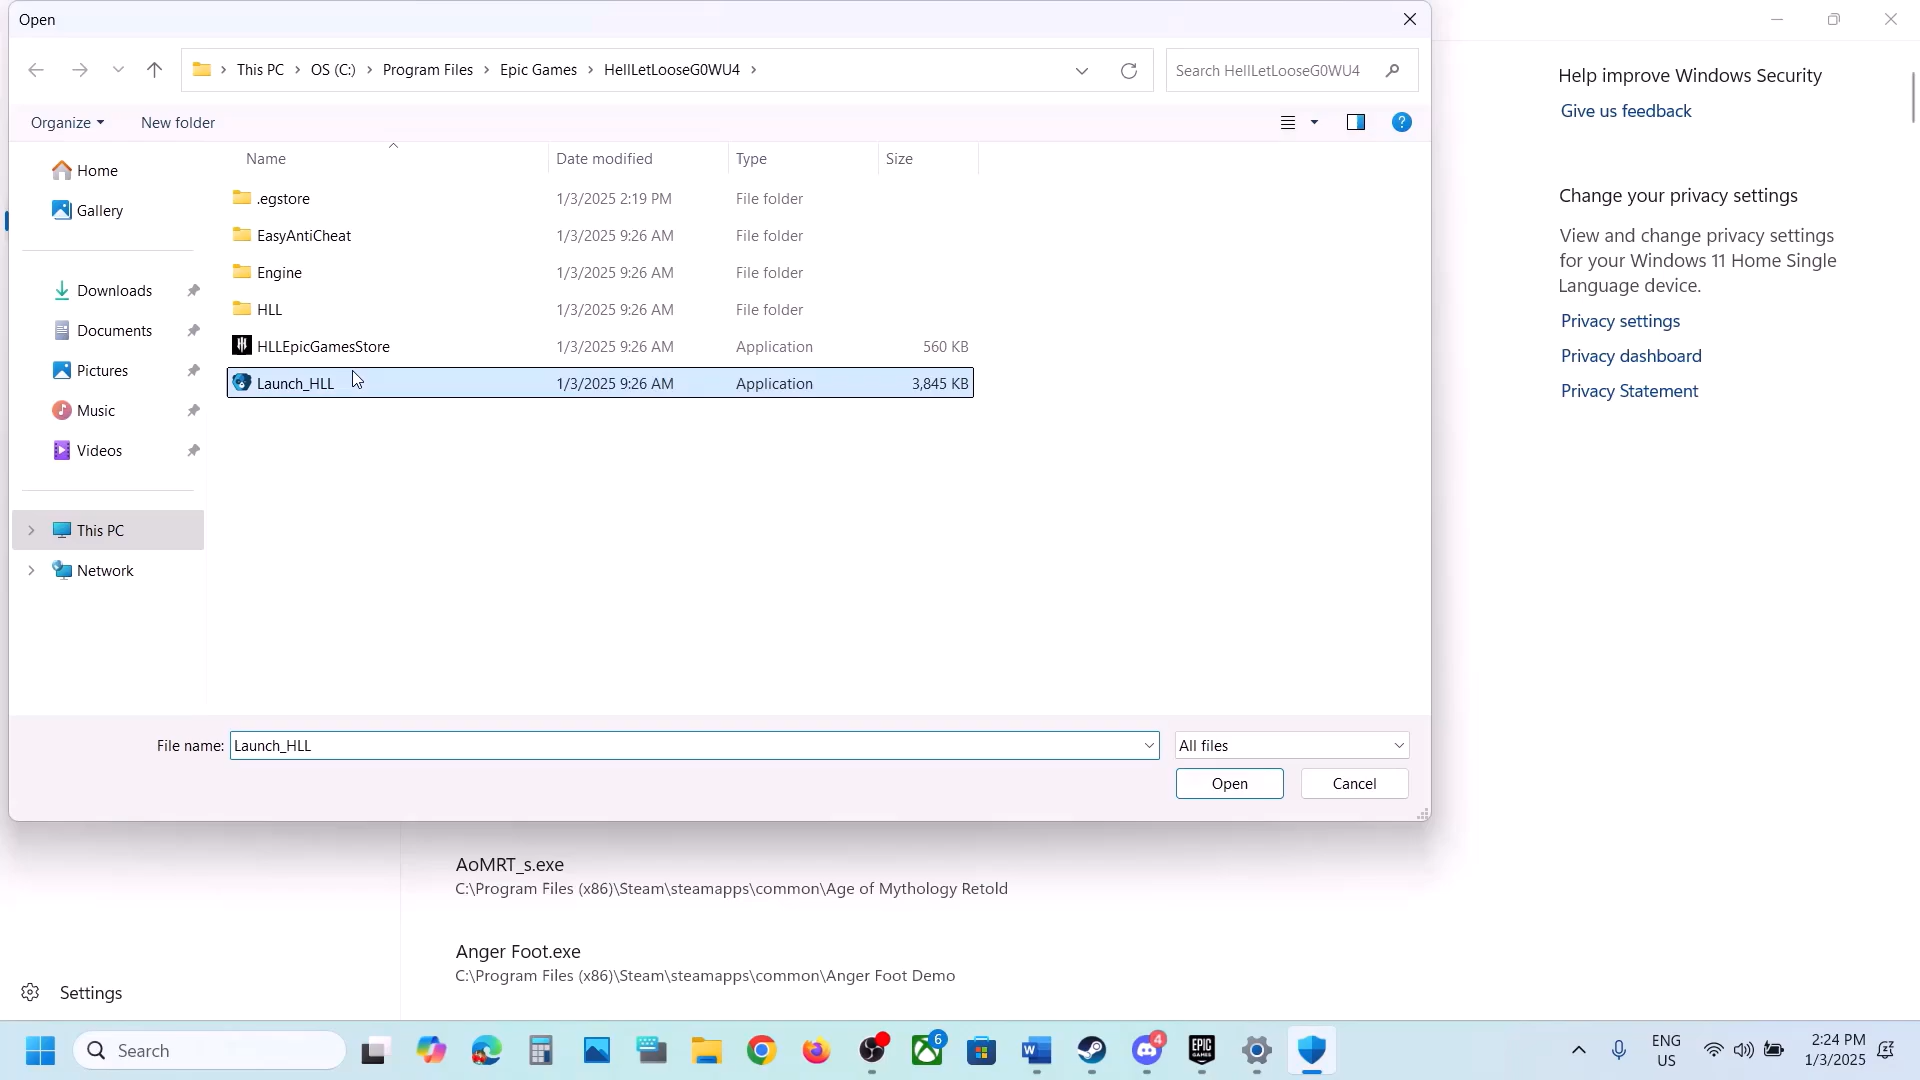 Open
This PC > OS (C:) > Program Files > Epic Games > HellLetLooseG0WU4 >
Search HellLetLooseG0WU4
Organize
New folder
Name
Date modified
Type
Size
Home
Gallery
Downloads
Documents
Pictures
Music
Videos
This PC
Network
.egstore 1/3/2025 2:19 PM File folder
EasyAntiCheat 1/3/2025 9:26 AM File folder
Engine 1/3/2025 9:26 AM File folder
HLL 1/3/2025 9:26 AM File folder
HLLEpicGamesStore 1/3/2025 9:26 AM Application 560 KB
Launch_HLL 1/3/2025 9:26 AM Application 3,845 KB
File name: Launch_HLL
All files
Open
Cancel
Help improve Windows Security
Give us feedback
Change your privacy settings
View and change privacy settings
for your Windows 11 Home Single
Language device.
Privacy settings
Privacy dashboard
Privacy Statement
AoMRT_s.exe
C:\Program Files (x86)\Steam\steamapps\common\Age of Mythology Retold
Anger Foot.exe
C:\Program Files (x86)\Steam\steamapps\common\Anger Foot Demo
Settings
Search
6
4
EPIC
GAMES
ENG
US
2:24 PM
1/3/2025